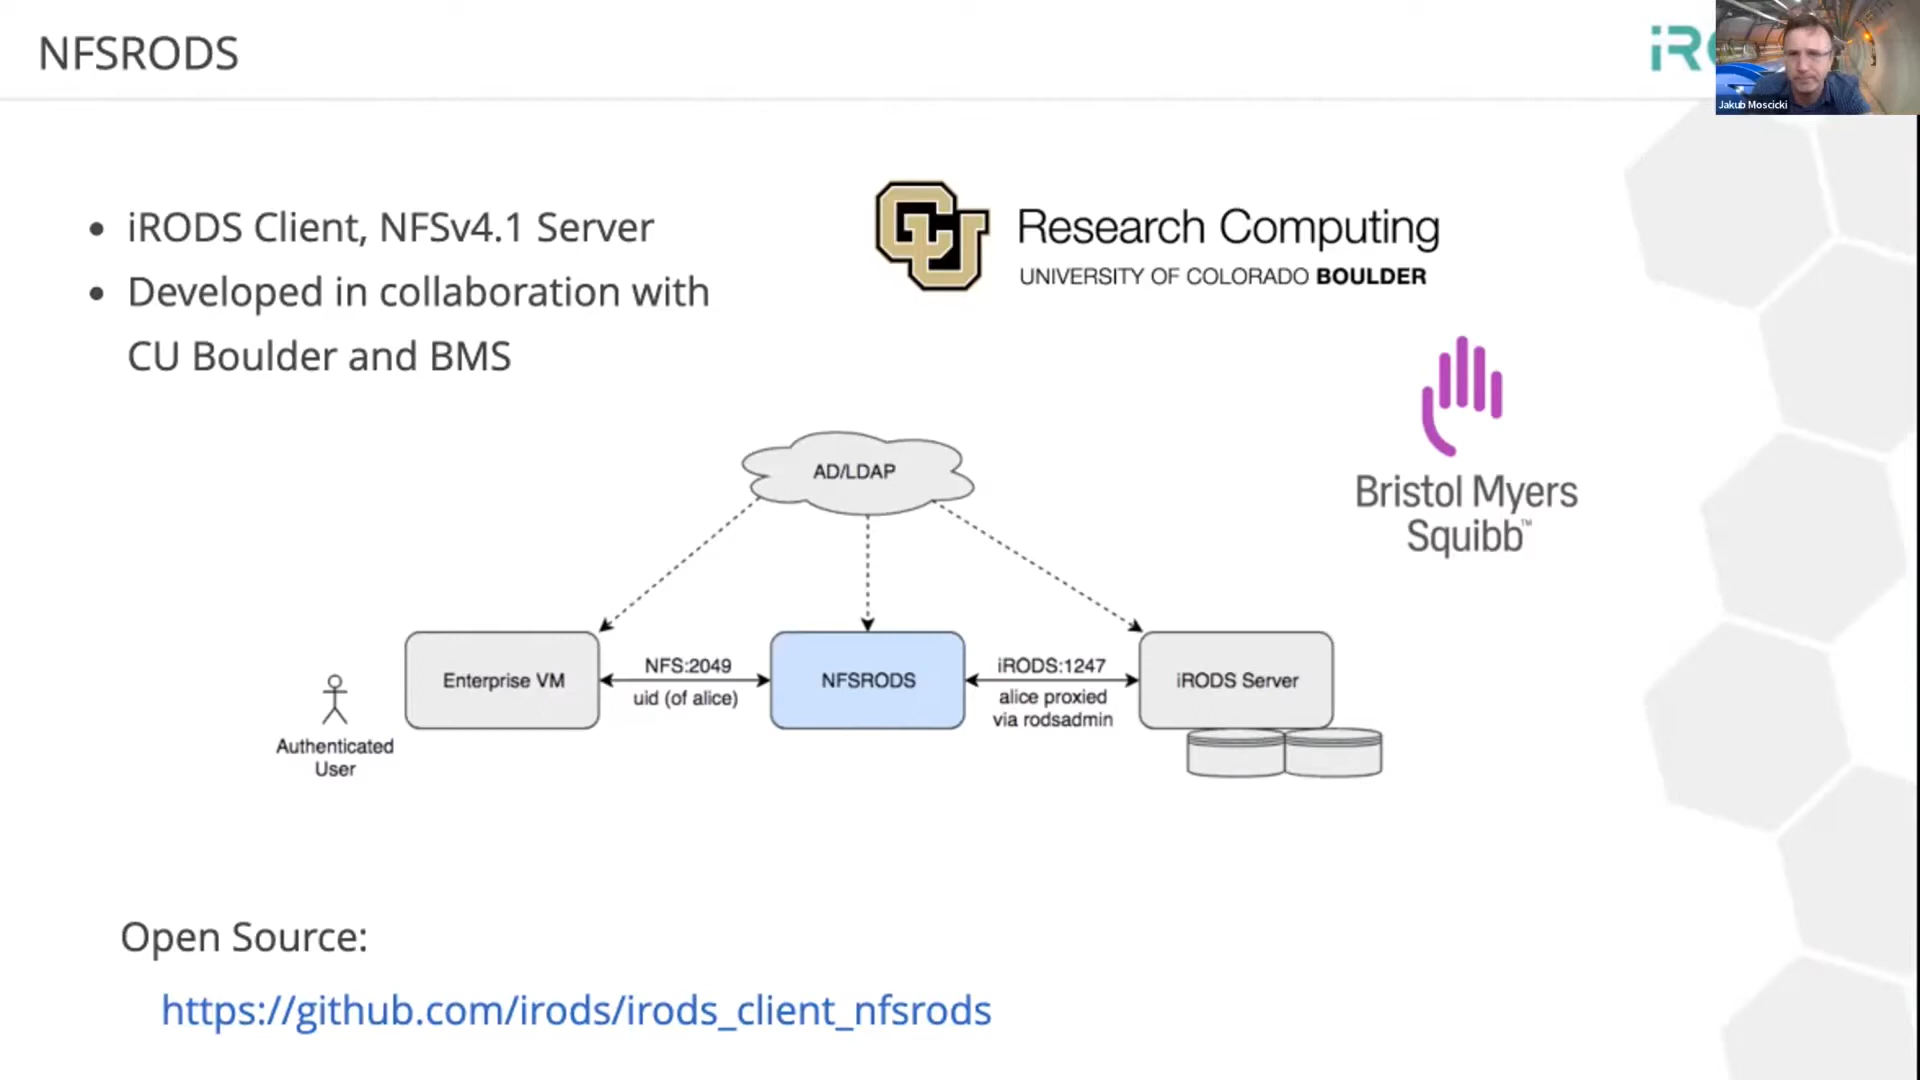 NFSRODS
Jakub Moscicki
iRODS Client, NFSv4.1 Server
Developed in collaboration with
CU Boulder and BMS
CU
Research Computing
UNIVERSITY OF COLORADO BOULDER
Bristol Myers
Squibb™
AD/LDAP
Enterprise VM
NFS:2049
uid (of alice)
NFSRODS
iRODS:1247
alice proxied
via rodsadmin
iRODS Server
Authenticated
User
Open Source:
https://github.com/irods/irods_client_nfsrods